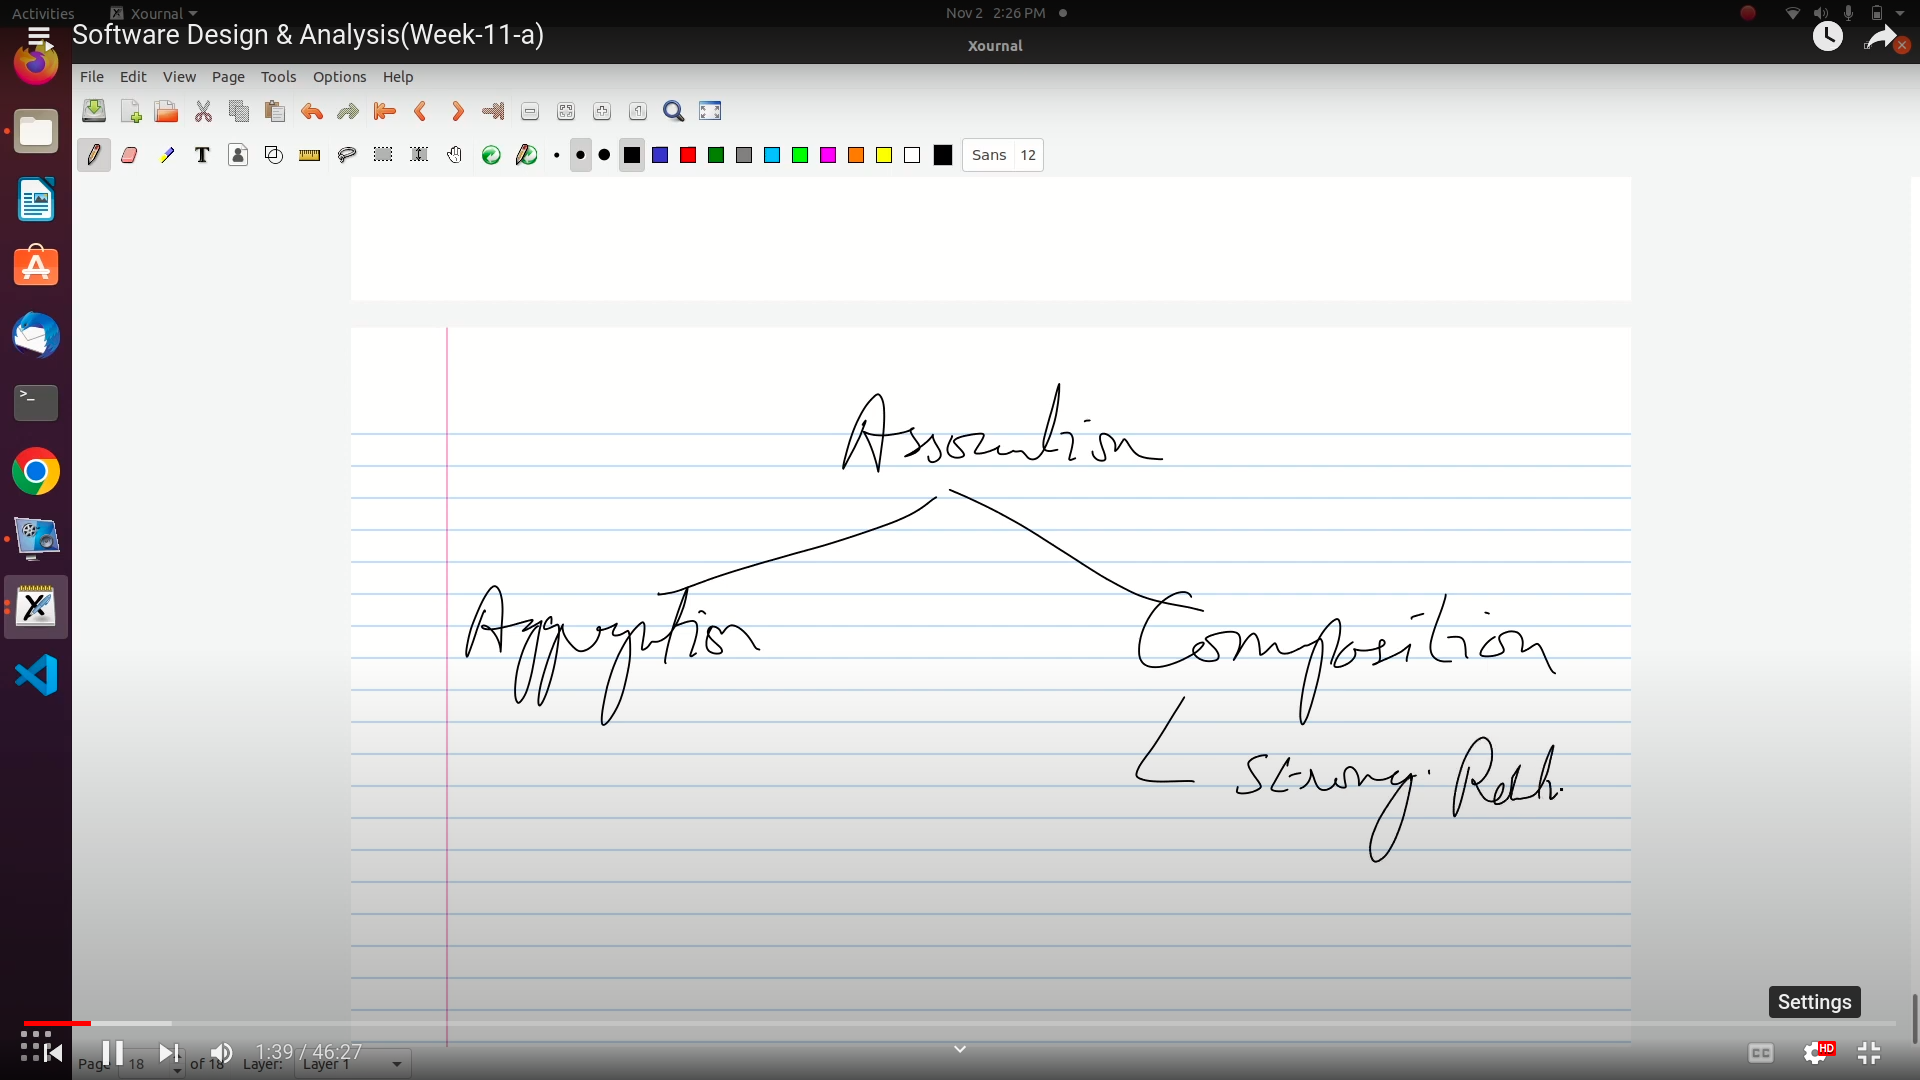 Activities Xournal Nov 2 2:26 PM
Software Design & Analysis(Week-11-a)
Xournal
File Edit View Page Tools Options Help
T Sans 12
Association
Aggregation Composition
Strong. Reln.
Settings
1:39 / 46:27 CC HD
Page 18 of 18 Layer: Layer 1